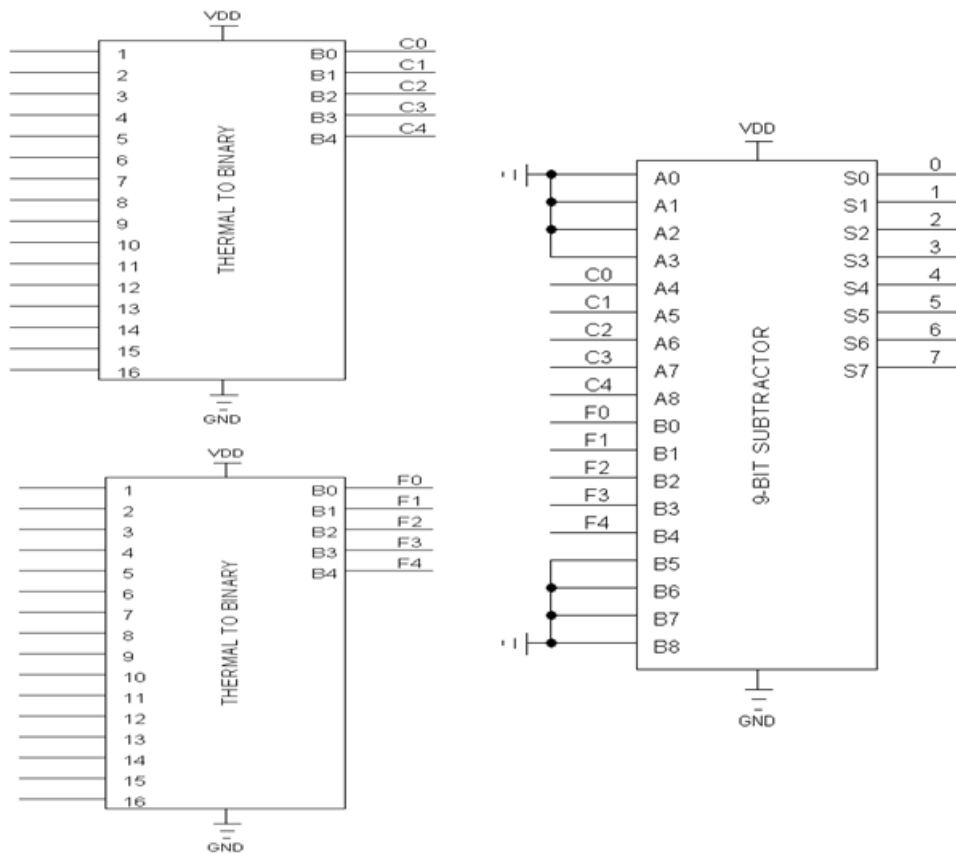 VDD
1 B0 C0
2 B1 C1
3 B2 C2
4 B3 C3
5 B4 C4
6
7
8
9
10
11
12
13
14
15
16
THERMAL TO BINARY
GND
VDD
1 B0 F0
2 B1 F1
3 B2 F2
4 B3 F3
5 B4 F4
6
7
8
9
10
11
12
13
14
15
16
THERMAL TO BINARY
GND
VDD
A0 S0 0
A1 S1 1
A2 S2 2
A3 S3 3
C0 A4 S4 4
C1 A5 S5 5
C2 A6 S6 6
C3 A7 S7 7
C4 A8
F0 B0
F1 B1
F2 B2
F3 B3
F4 B4
B5
B6
B7
B8
9-BIT SUBTRACTOR
GND